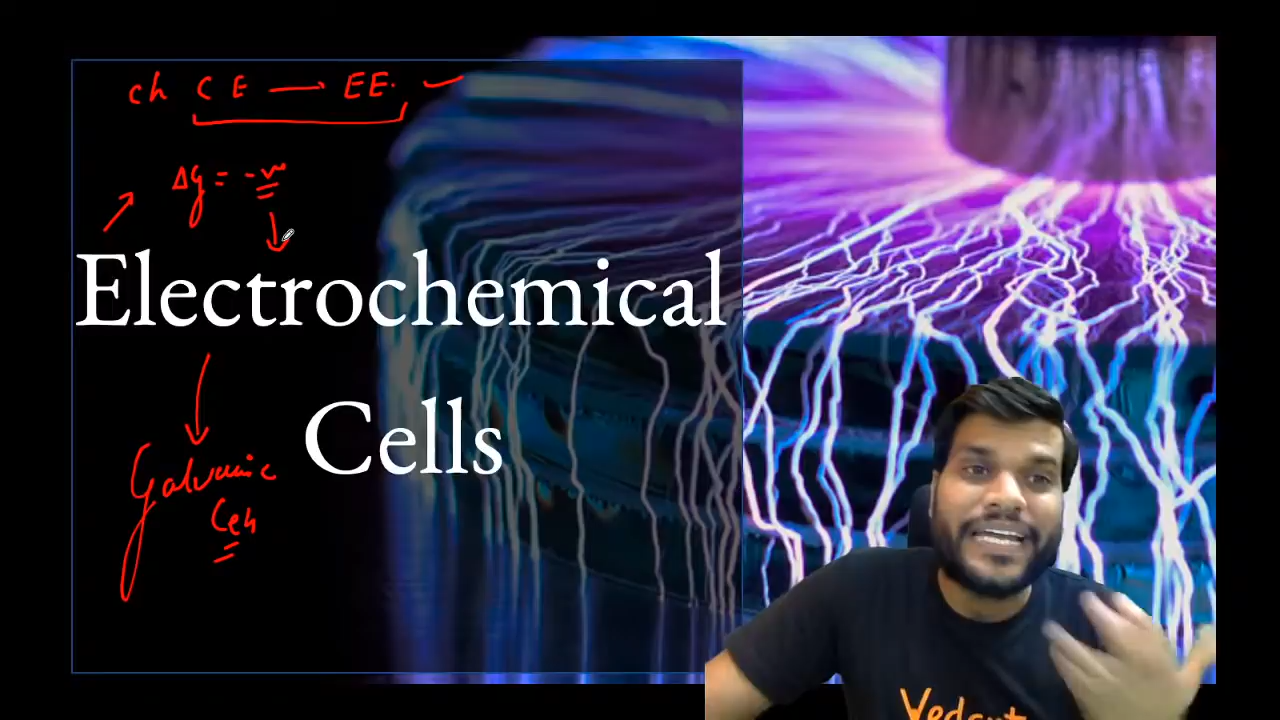 ch CE → EE.
ΔG = -ve
Electrochemical
Cells
Galvanic
Cell
Vedant